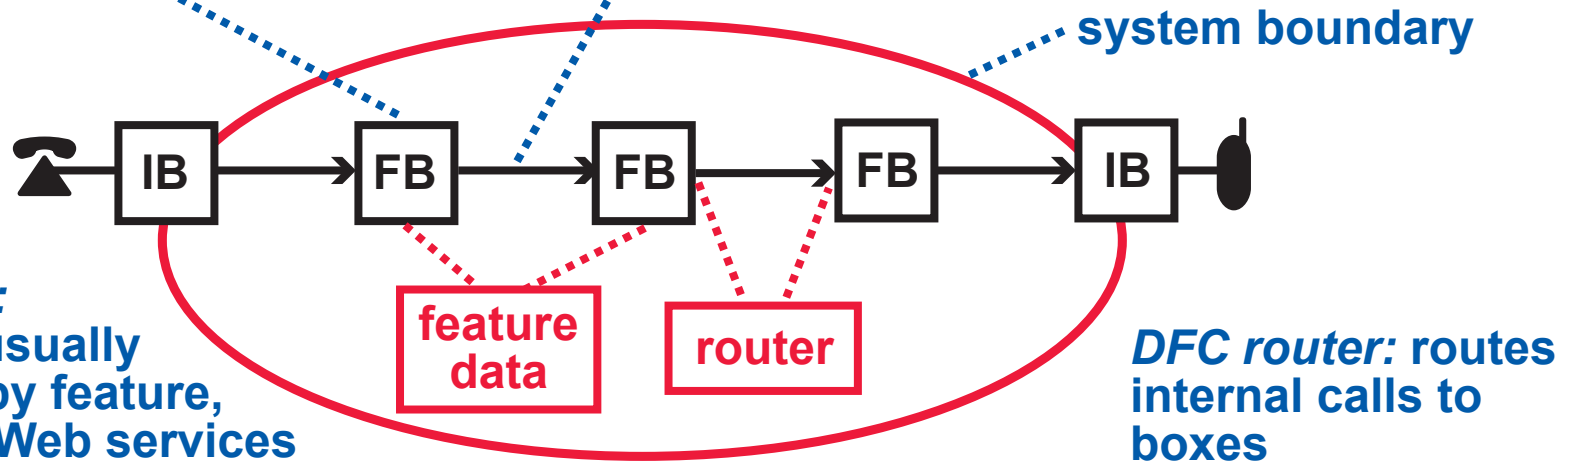 system boundary
IB FB FB FB IB
feature
data
router
usually
by feature,
Web services
DFC router: routes
internal calls to
boxes